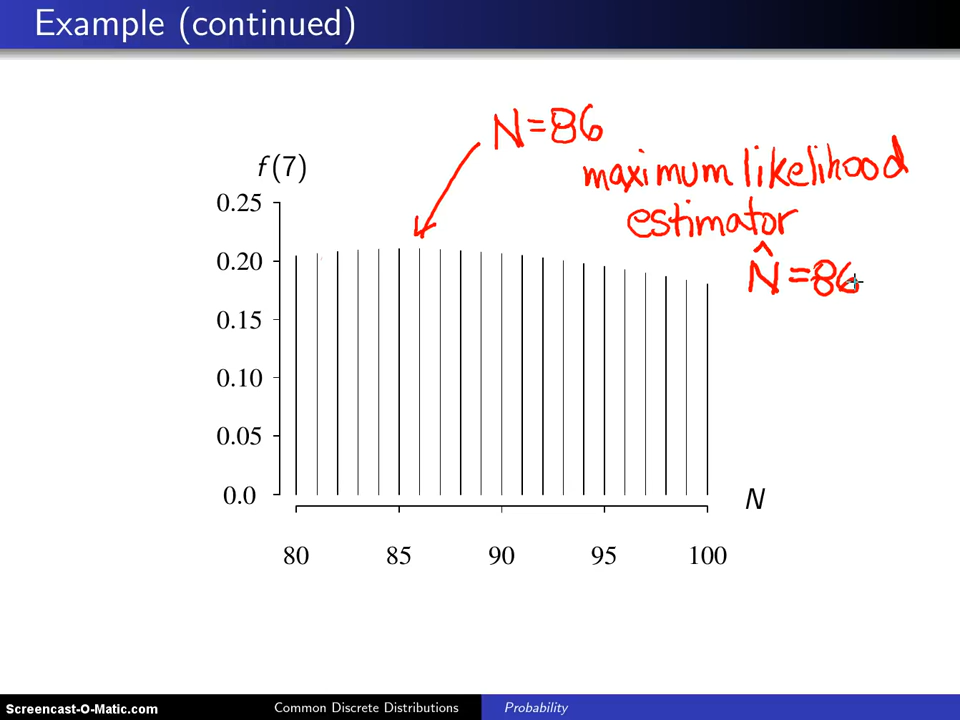 Example (continued)
N=86
maximum likelihood
estimator
N̂=86
f(7)
0.25
0.20
0.15
0.10
0.05
0.0
N
80 85 90 95 100
Screencast-O-Matic.com Common Discrete Distributions Probability